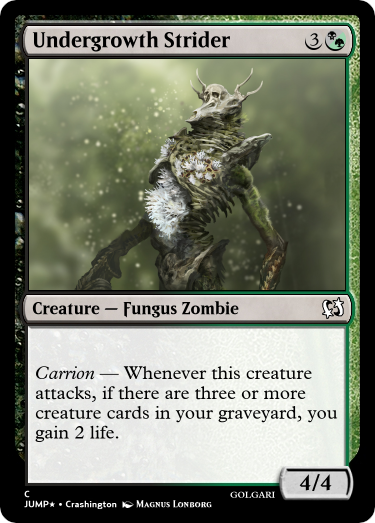 Undergrowth Strider 3
Creature — Fungus Zombie
Carrion — Whenever this creature
attacks, if there are three or more
creature cards in your graveyard, you
gain 2 life.
4/4
C
JUMP★ • Crashington Magnus Lonborg
GOLGARI